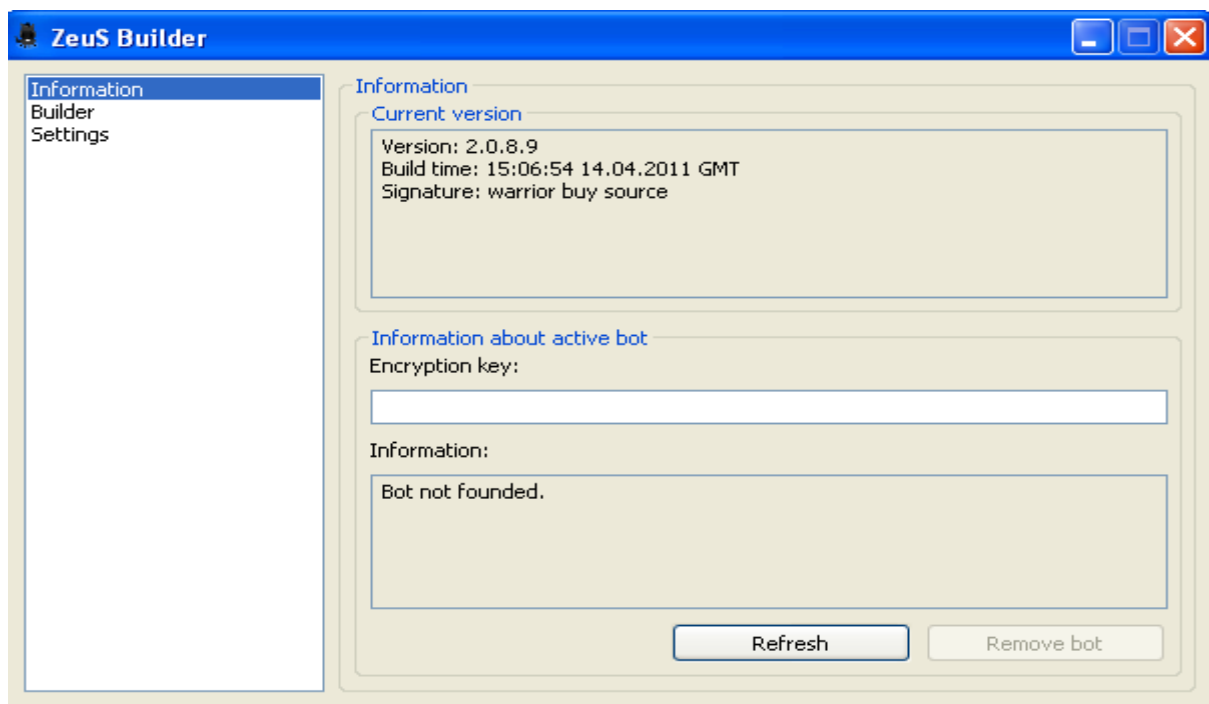 ZeuS Builder
Information
Builder
Settings
Information
Current version
Version: 2.0.8.9
Build time: 15:06:54 14.04.2011 GMT
Signature: warrior buy source
Information about active bot
Encryption key:
Information:
Bot not founded.
Refresh
Remove bot